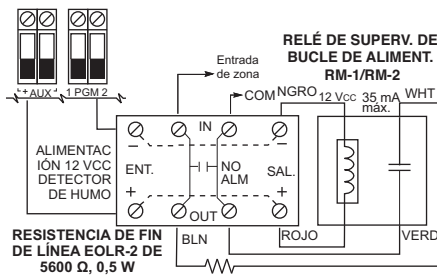 RELÉ DE SUPERV. DE
BUCLE DE ALIMENT.
RM-1/RM-2
Entrada
de zona
+ AUX -
1 PGM 2
COM
NGRO
12 VCC
35 mA
máx.
WHT
ALIMENTAC
IÓN 12 VCC
DETECTOR
DE HUMO
IN
-
-
ENT.
NO
ALM
SAL.
+
+
OUT
BLN
ROJO
VERD
RESISTENCIA DE FIN
DE LÍNEA EOLR-2 DE
5600 Ω, 0,5 W